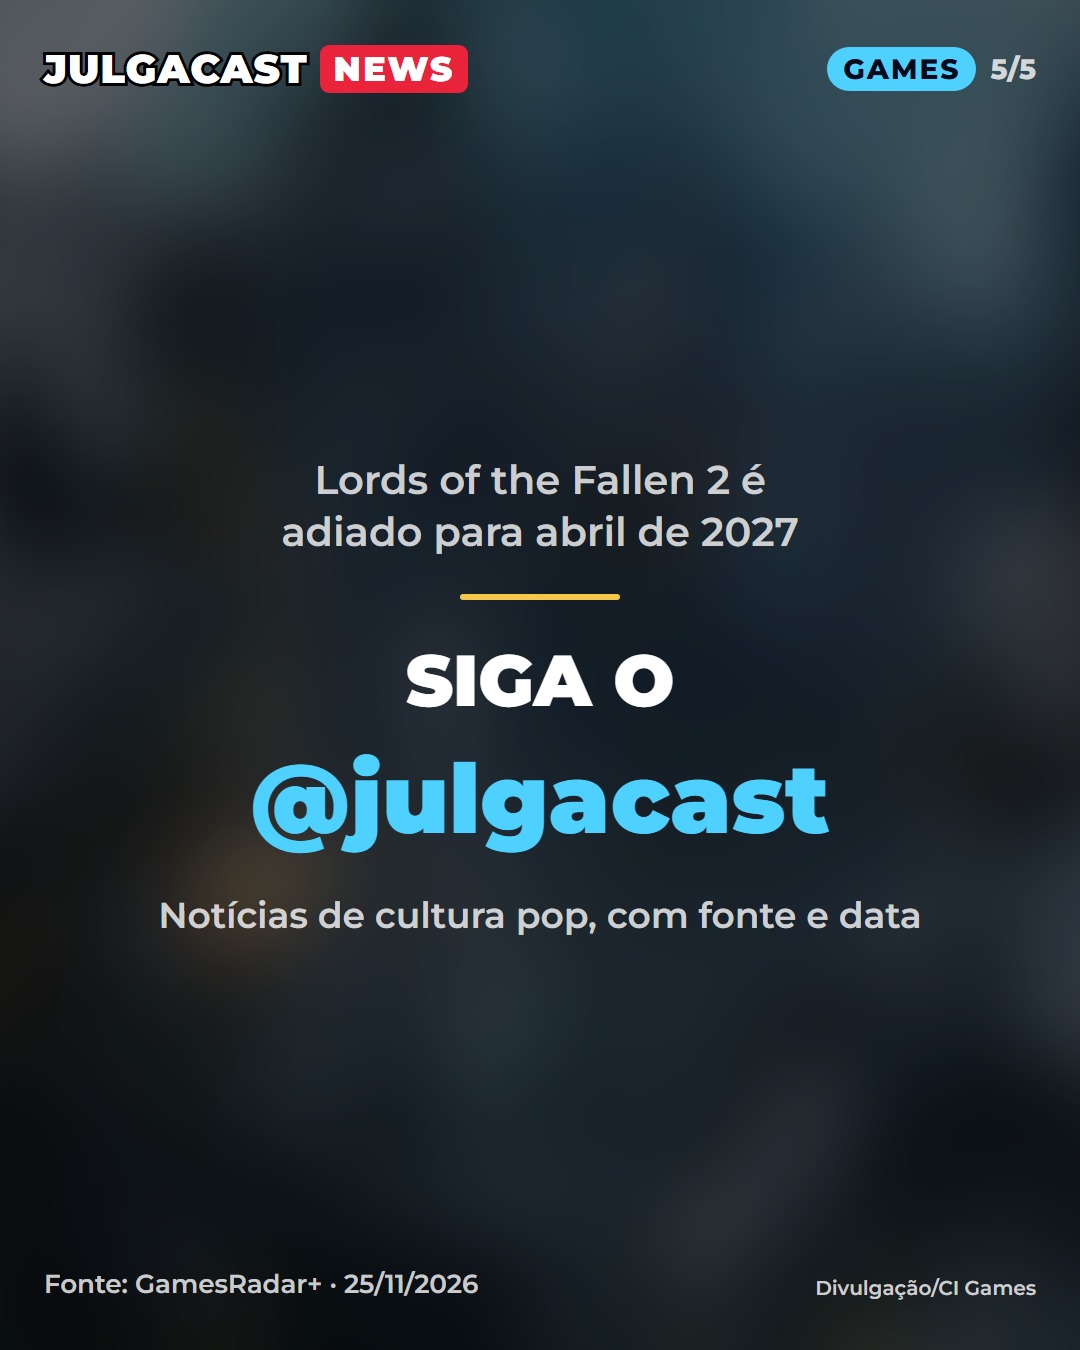 JULGACAST NEWS
GAMES 5/5
Lords of the Fallen 2 é
adiado para abril de 2027
SIGA O
@julgacast
Notícias de cultura pop, com fonte e data
Fonte: GamesRadar+ · 25/11/2026
Divulgação/CI Games